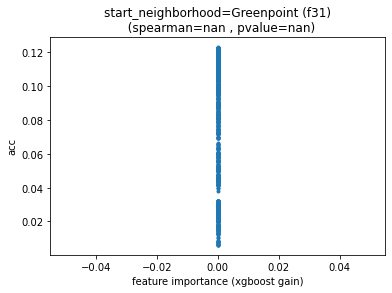 start_neighborhood=Greenpoint (f31)
(spearman=nan , pvalue=nan)
0.12
0.10
0.08
0.06
0.04
0.02
acc
−0.04
−0.02
0.00
0.02
0.04
feature importance (xgboost gain)